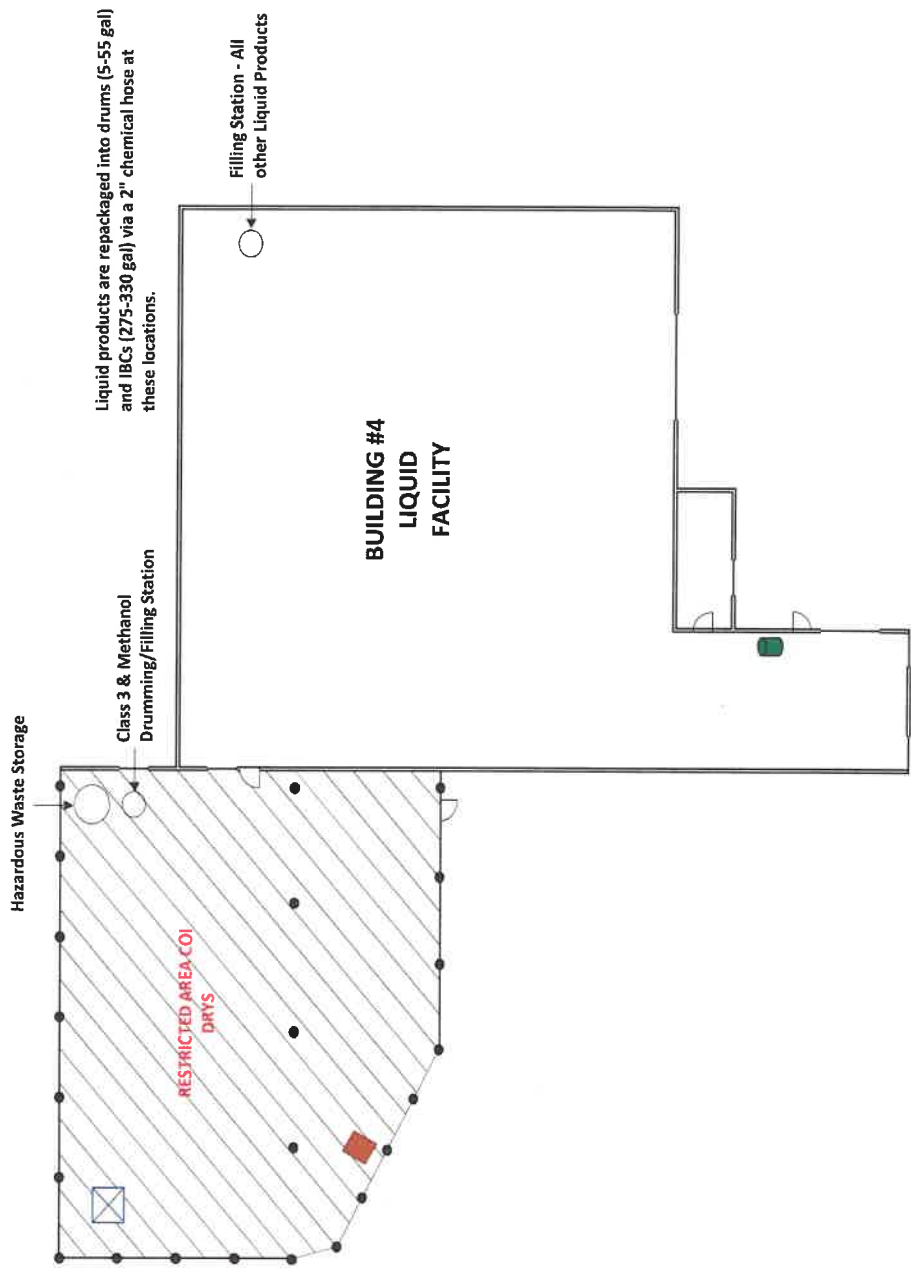 Liquid products are repackaged into drums (5-55 gal)
and IBCs (275-330 gal) via a 2" chemical hose at
these locations.
Filling Station - All
other Liquid Products
Hazardous Waste Storage
Class 3 & Methanol
Drumming/Filling Station
BUILDING #4
LIQUID
FACILITY
RESTRICTED AREA COI
DRYS